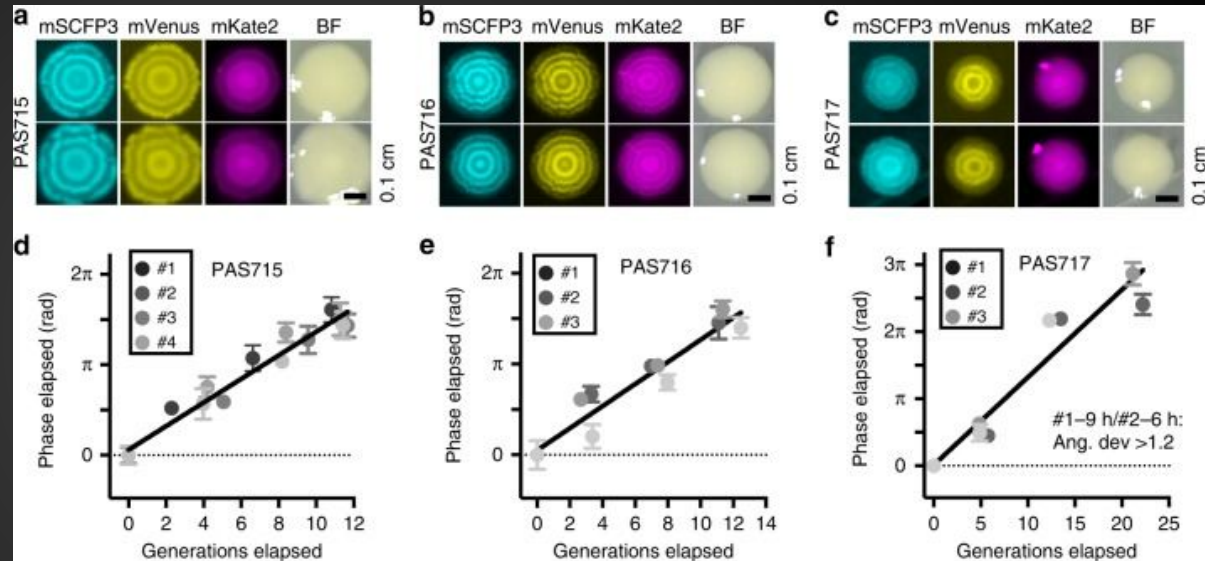 a
mSCFP3 mVenus mKate2 BF
PAS715
0.1 cm
b
mSCFP3 mVenus mKate2 BF
PAS716
0.1 cm
c
mSCFP3 mVenus mKate2 BF
PAS717
0.1 cm
d
PAS715
#1
#2
#3
#4
Phase elapsed (rad)
2π
π
0
0 2 4 6 8 10 12
Generations elapsed
e
PAS716
#1
#2
#3
Phase elapsed (rad)
2π
π
0
0 2 4 6 8 10 12 14
Generations elapsed
f
PAS717
#1
#2
#3
Phase elapsed (rad)
3π
2π
π
0
#1–9 h/#2–6 h:
Ang. dev >1.2
0 5 10 15 20 25
Generations elapsed